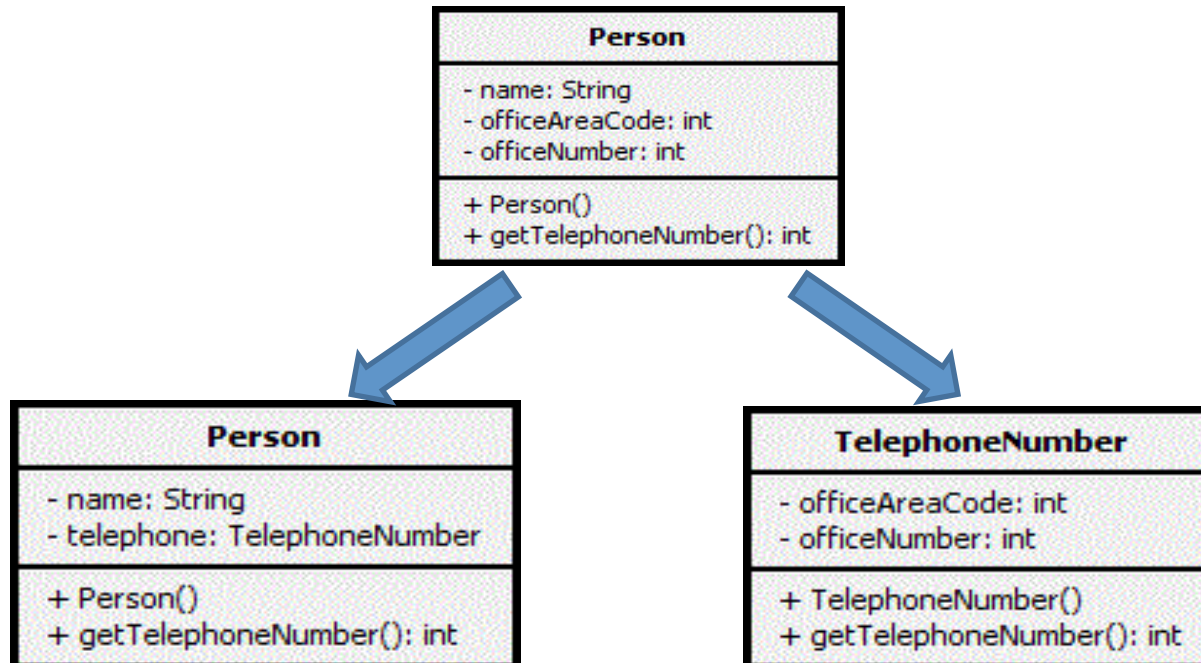 Person
- name: String
- officeAreaCode: int
- officeNumber: int
+ Person()
+ getTelephoneNumber(): int
Person
- name: String
- telephone: TelephoneNumber
+ Person()
+ getTelephoneNumber(): int
TelephoneNumber
- officeAreaCode: int
- officeNumber: int
+ TelephoneNumber()
+ getTelephoneNumber(): int